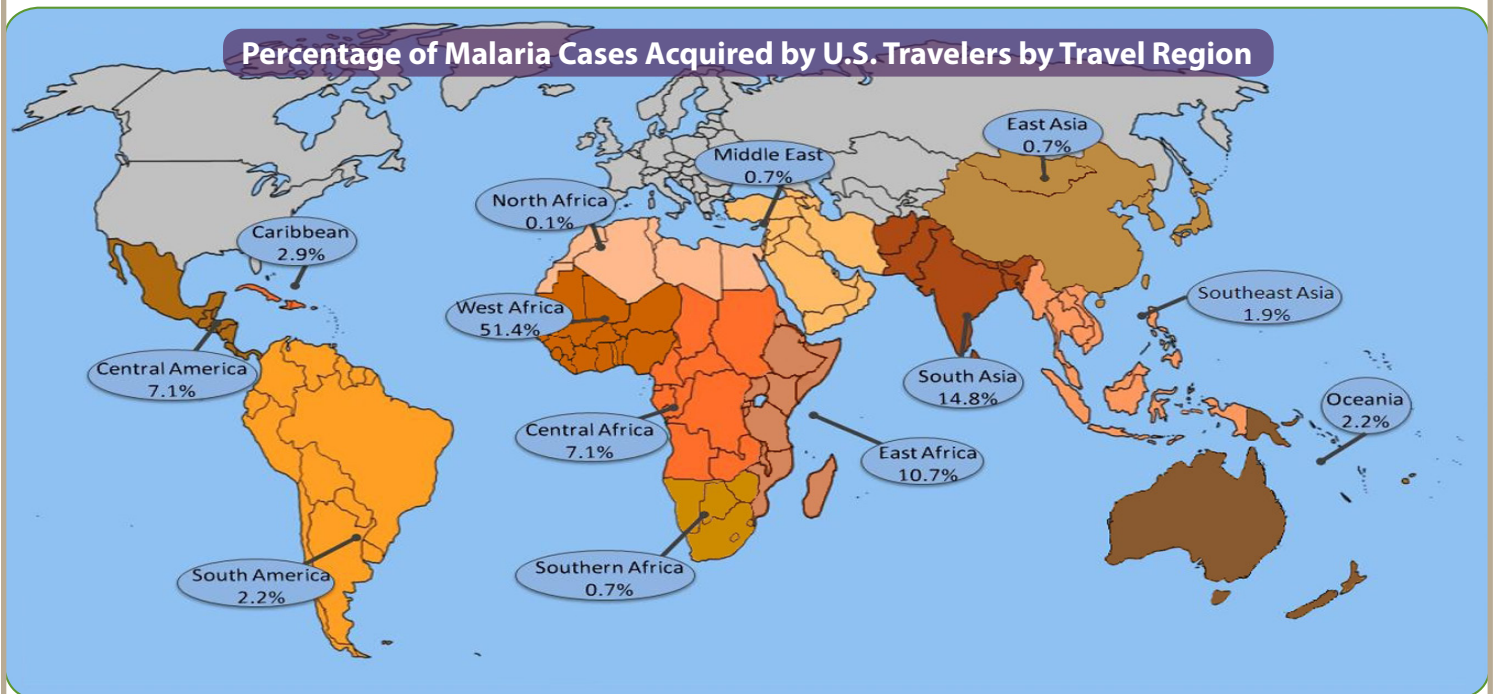 Percentage of Malaria Cases Acquired by U.S. Travelers by Travel Region
East Asia
0.7%
Middle East
0.7%
North Africa
0.1%
Caribbean
2.9%
West Africa
51.4%
Southeast Asia
1.9%
Central America
7.1%
South Asia
14.8%
Oceania
2.2%
Central Africa
7.1%
East Africa
10.7%
South America
2.2%
Southern Africa
0.7%